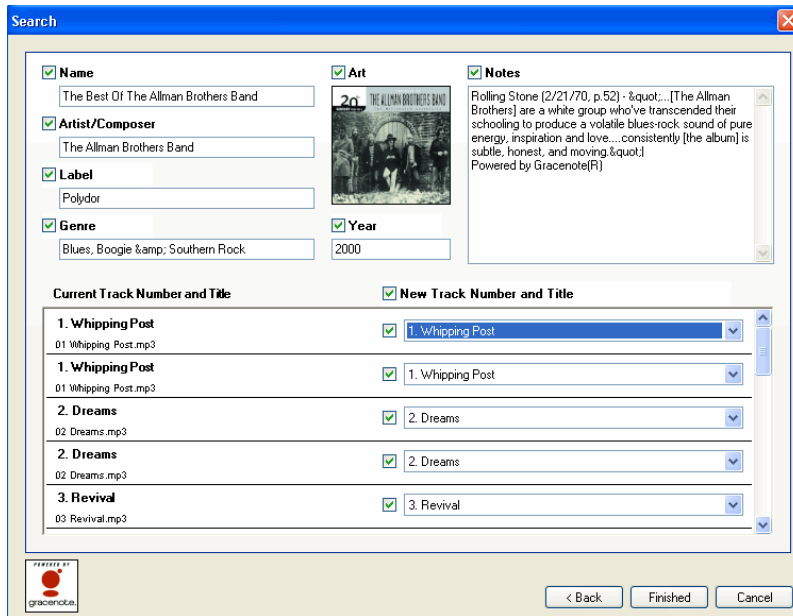 Search
Name
The Best Of The Allman Brothers Band
Artist/Composer
The Allman Brothers Band
Label
Polydor
Genre
Blues, Boogie &amp; Southern Rock
Art
20
THE ALLMAN BROTHERS BAND
Year
2000
Notes
Rolling Stone (2/21/70, p.52) - &quot;...[The Allman
Brothers] are a white group who've transcended their
schooling to produce a volatile blues-rock sound of pure
energy, inspiration and love....consistently [the album] is
subtle, honest, and moving.&quot;|
Powered by Gracenote(R)
Current Track Number and Title
New Track Number and Title
1. Whipping Post
01 Whipping Post.mp3
1. Whipping Post
1. Whipping Post
01 Whipping Post.mp3
1. Whipping Post
2. Dreams
02 Dreams.mp3
2. Dreams
2. Dreams
02 Dreams.mp3
2. Dreams
3. Revival
03 Revival.mp3
3. Revival
POWERED BY
gracenote.
< Back
Finished
Cancel